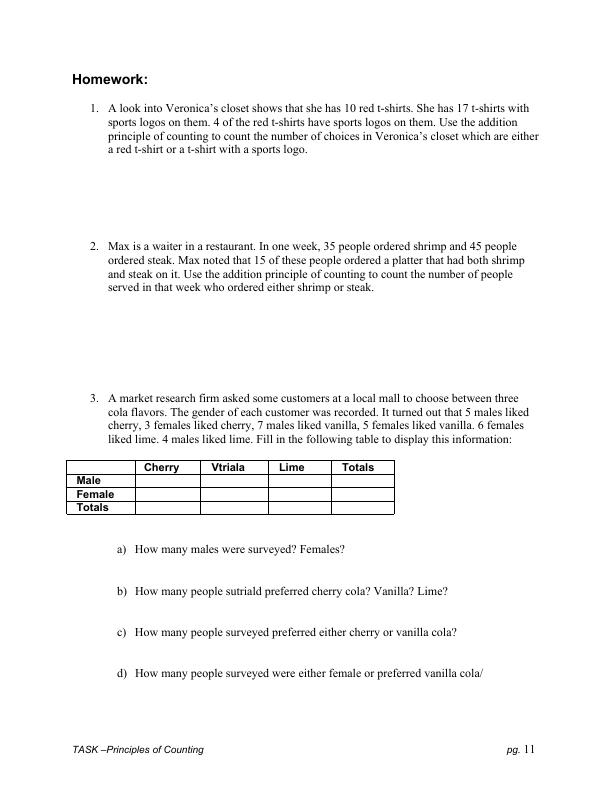 Homework:
1. A look into Veronica's closet shows that she has 10 red t-shirts. She has 17 t-shirts with
sports logos on them. 4 of the red t-shirts have sports logos on them. Use the addition
principle of counting to count the number of choices in Veronica's closet which are either
a red t-shirt or a t-shirt with a sports logo.
2. Max is a waiter in a restaurant. In one week, 35 people ordered shrimp and 45 people
ordered steak. Max noted that 15 of these people ordered a platter that had both shrimp
and steak on it. Use the addition principle of counting to count the number of people
served in that week who ordered either shrimp or steak.
3. A market research firm asked some customers at a local mall to choose between three
cola flavors. The gender of each customer was recorded. It turned out that 5 males liked
cherry, 3 females liked cherry, 7 males liked vanilla, 5 females liked vanilla. 6 females
liked lime. 4 males liked lime. Fill in the following table to display this information:
Cherry Vtriala Lime Totals
Male
Female
Totals
a) How many males were surveyed? Females?
b) How many people sutriald preferred cherry cola? Vanilla? Lime?
c) How many people surveyed preferred either cherry or vanilla cola?
d) How many people surveyed were either female or preferred vanilla cola/
TASK –Principles of Counting pg. 11